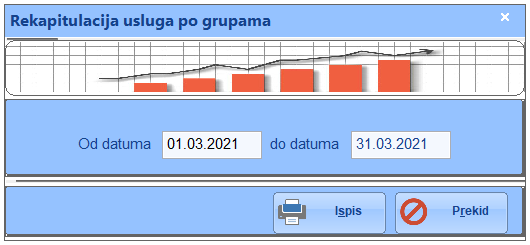 Rekapitulacija usluga po grupama
Od datuma 01.03.2021 do datuma 31.03.2021
Ispis Prekid